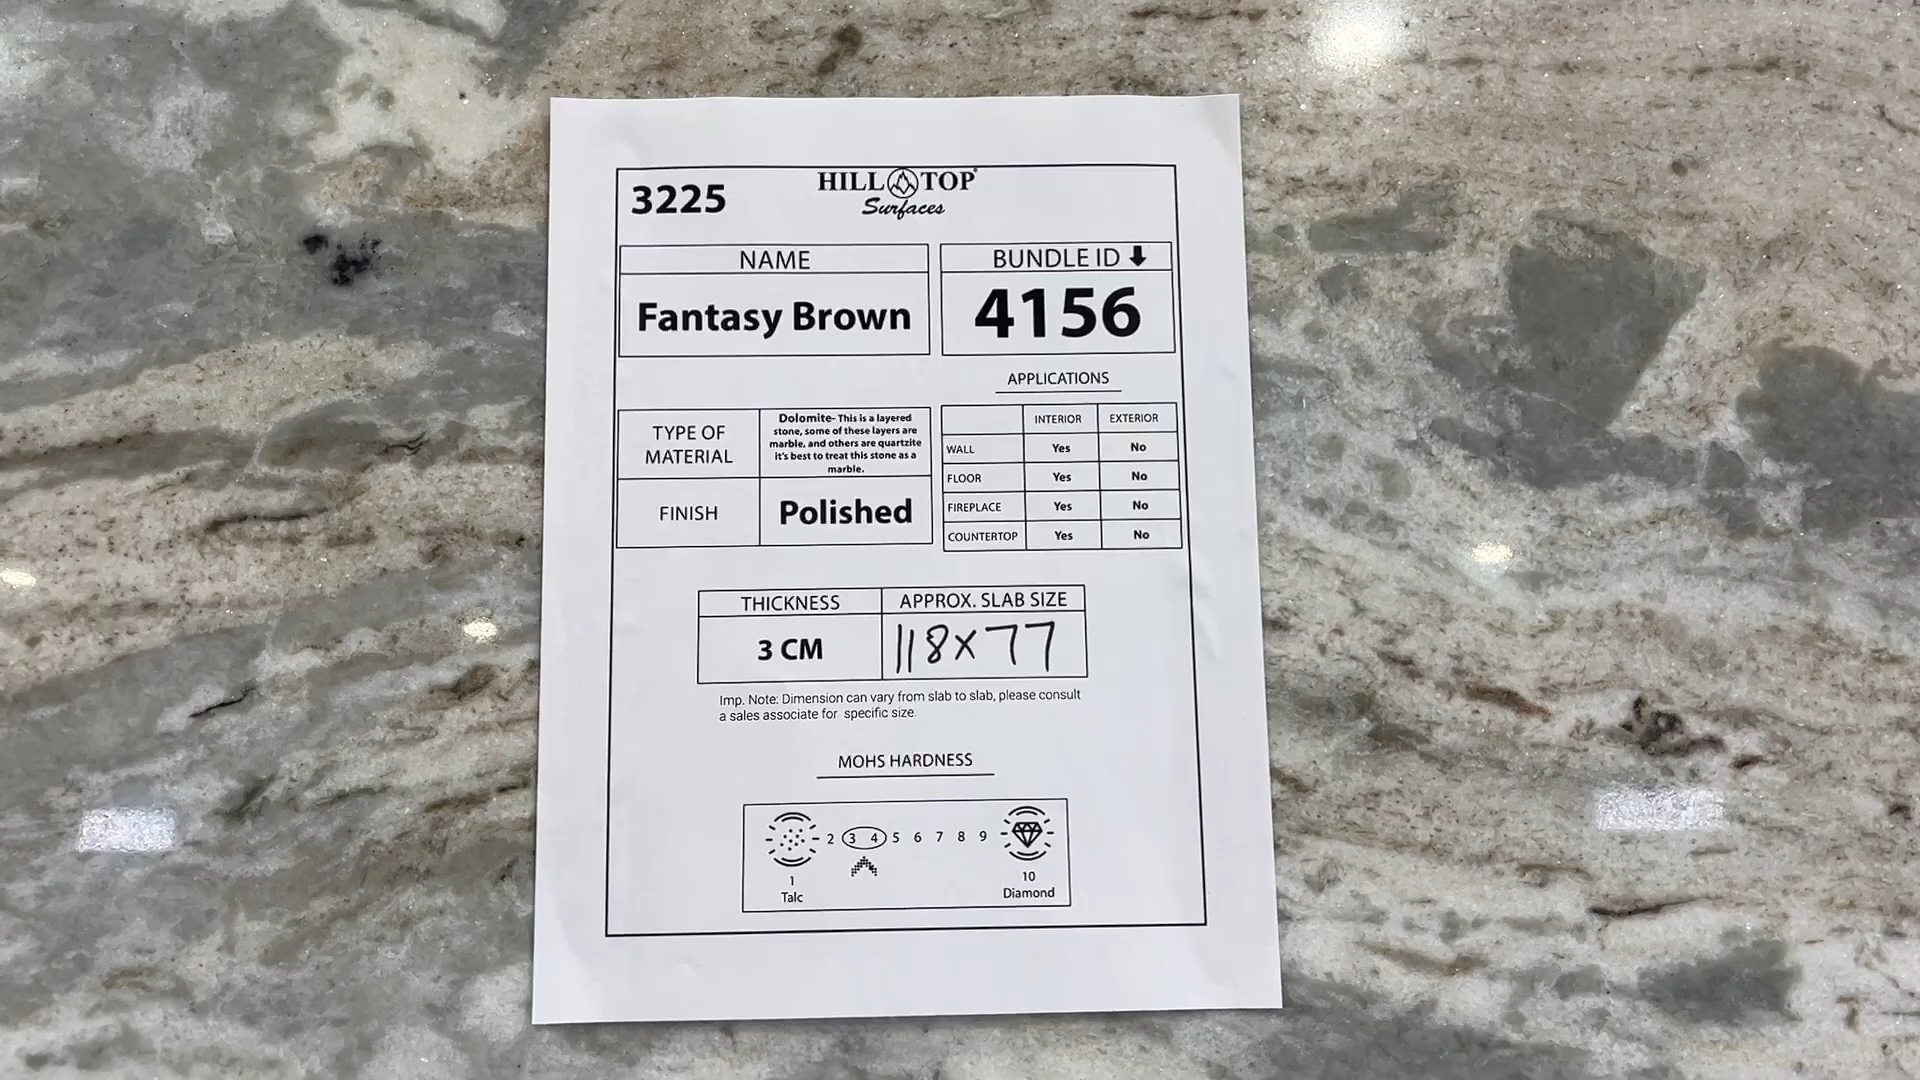 3225
HILL TOP
Surfaces
NAME
Fantasy Brown
BUNDLE ID
4156
APPLICATIONS
TYPE OF
MATERIAL
Dolomite- This is a layered
stone, some of these layers are
marble, and others are quartzite
it's best to treat this stone as a
marble.
FINISH
Polished
INTERIOR EXTERIOR
WALL Yes No
FLOOR Yes No
FIREPLACE Yes No
COUNTERTOP Yes No
THICKNESS
3 CM
APPROX. SLAB SIZE
118x77
Imp. Note: Dimension can vary from slab to slab, please consult
a sales associate for specific size.
MOHS HARDNESS
2 3 4 5 6 7 8 9
1
Talc
10
Diamond